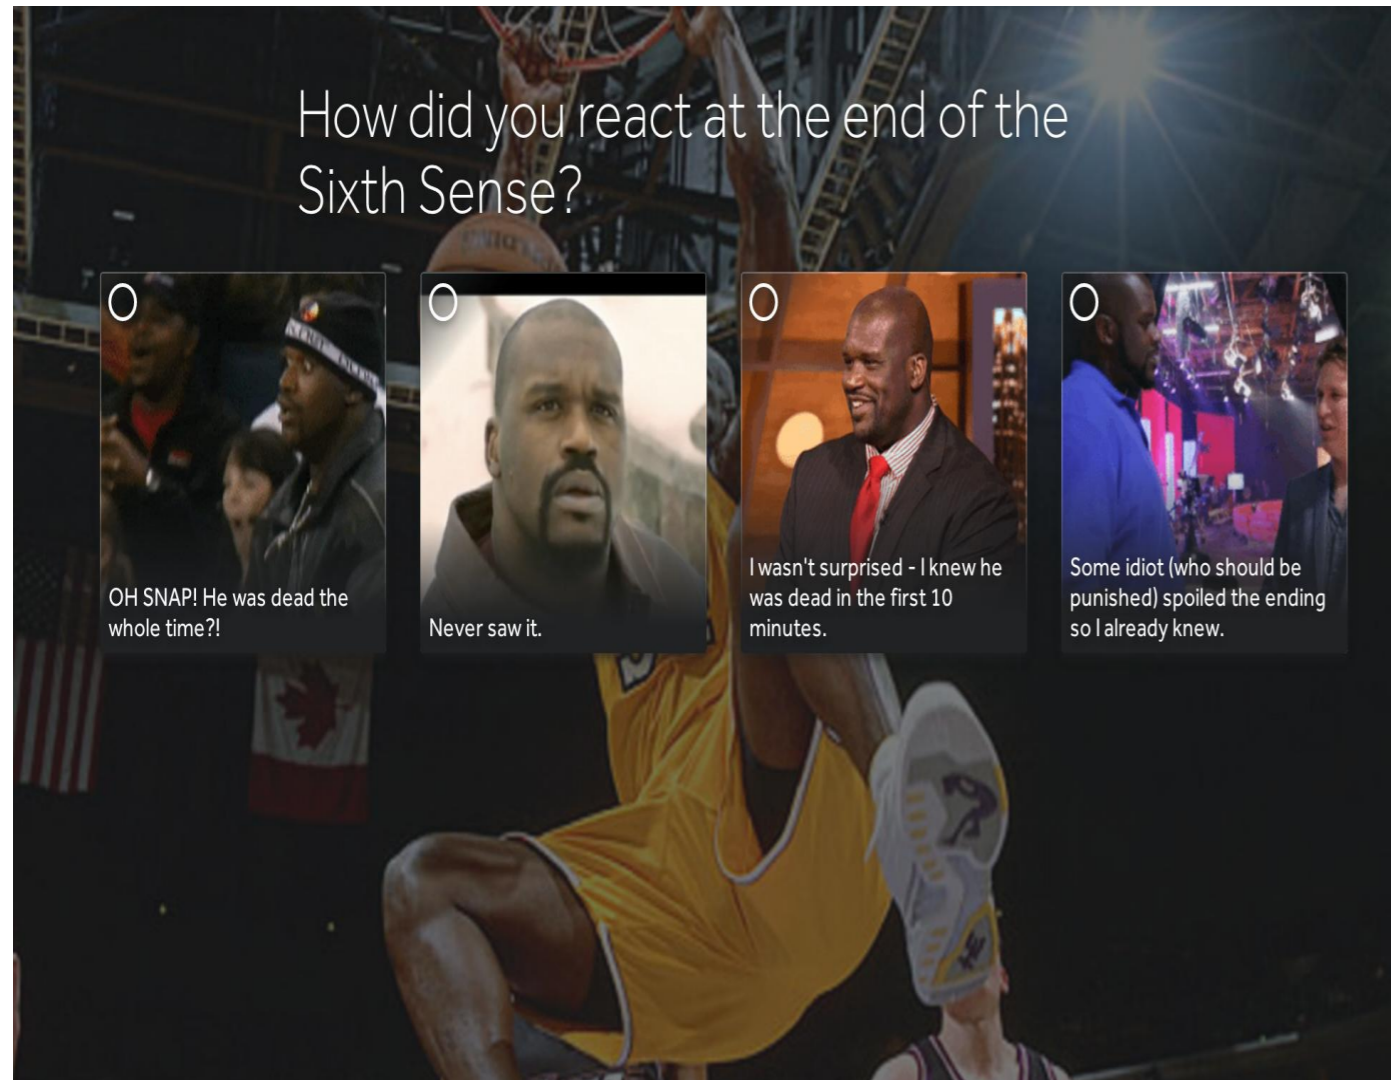 How did you react at the end of the
Sixth Sense?
OH SNAP! He was dead the
whole time?!
Never saw it.
I wasn't surprised - I knew he
was dead in the first 10
minutes.
Some idiot (who should be
punished) spoiled the ending
so I already knew.